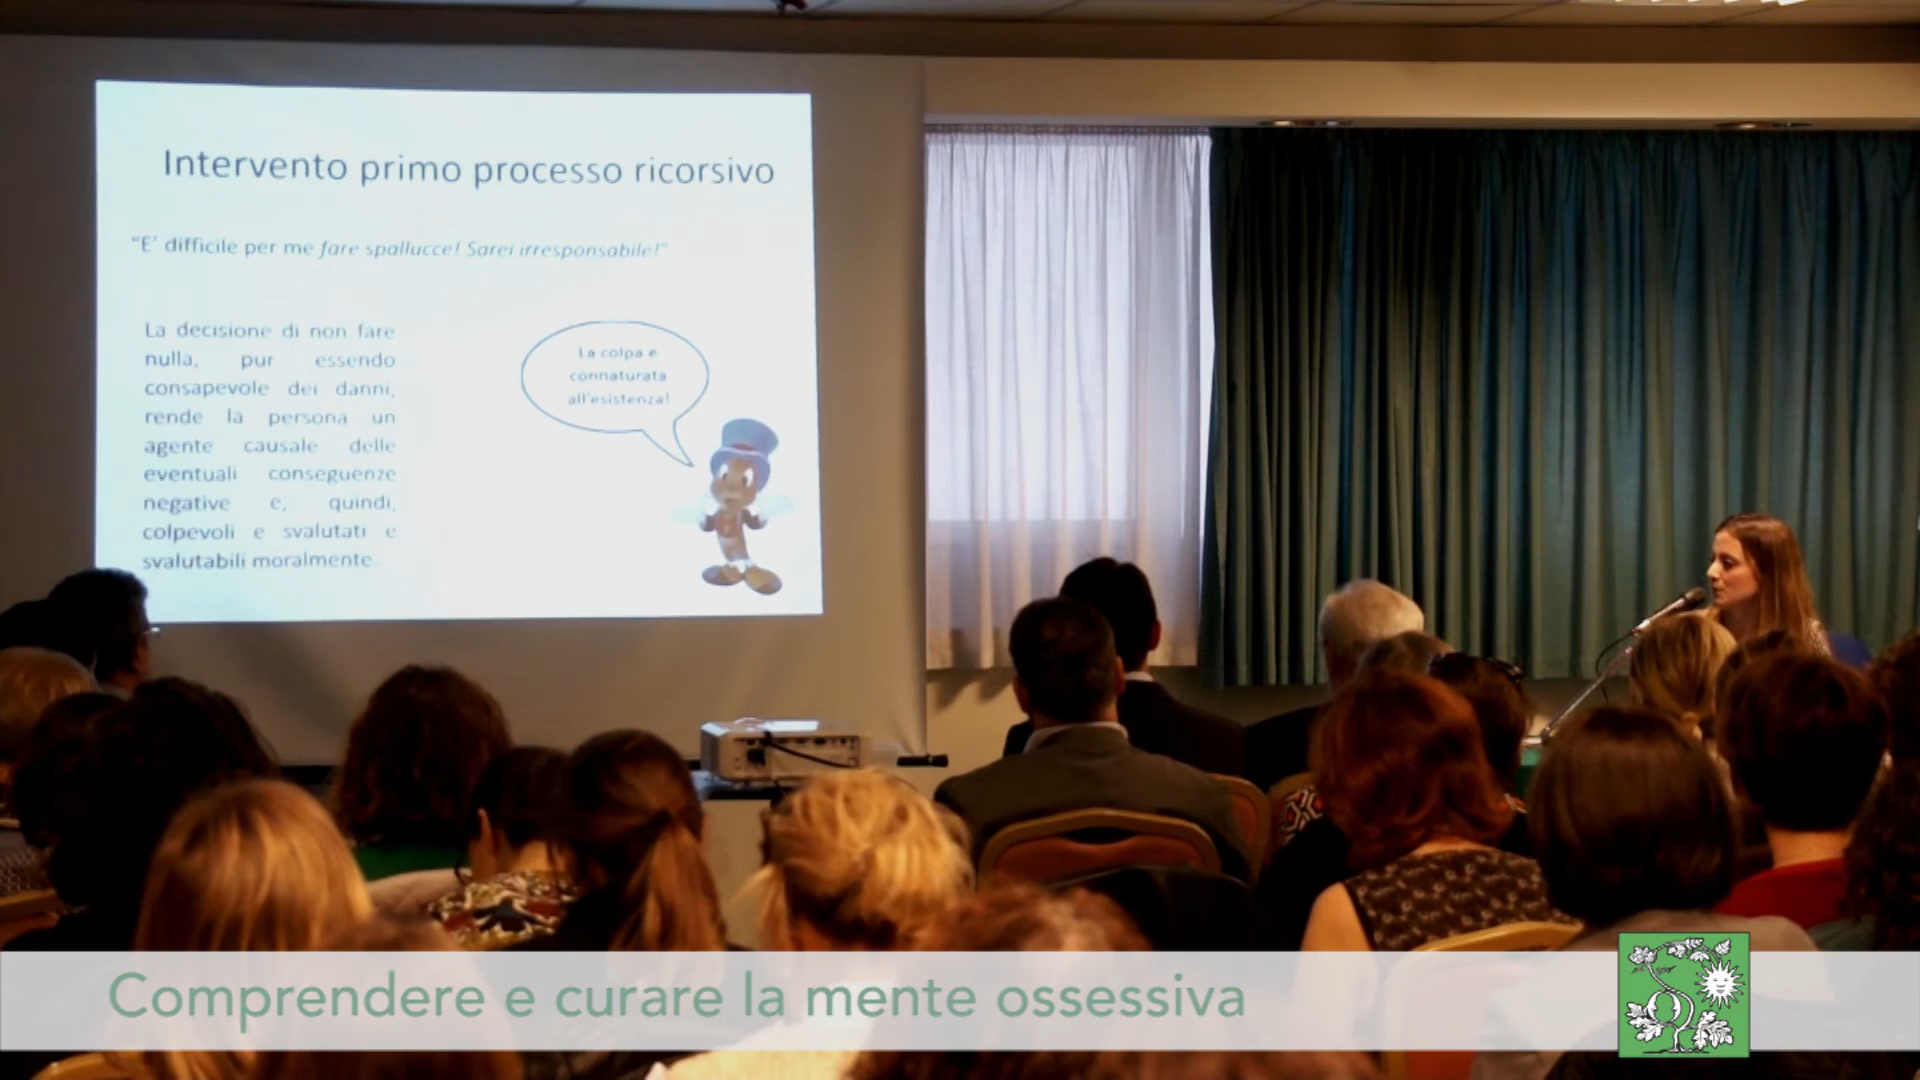 Intervento primo processo ricorsivo
"E' difficile per me fare spallucce! Sarei irresponsabile!"
La decisione di non fare
nulla, pur essendo
consapevole dei danni,
rende la persona un
agente causale delle
eventuali conseguenze
negative e, quindi,
colpevoli e svalutati e
svalutabili moralmente.
La colpa e
connaturata
all'esistenza!
Comprendere e curare la mente ossessiva